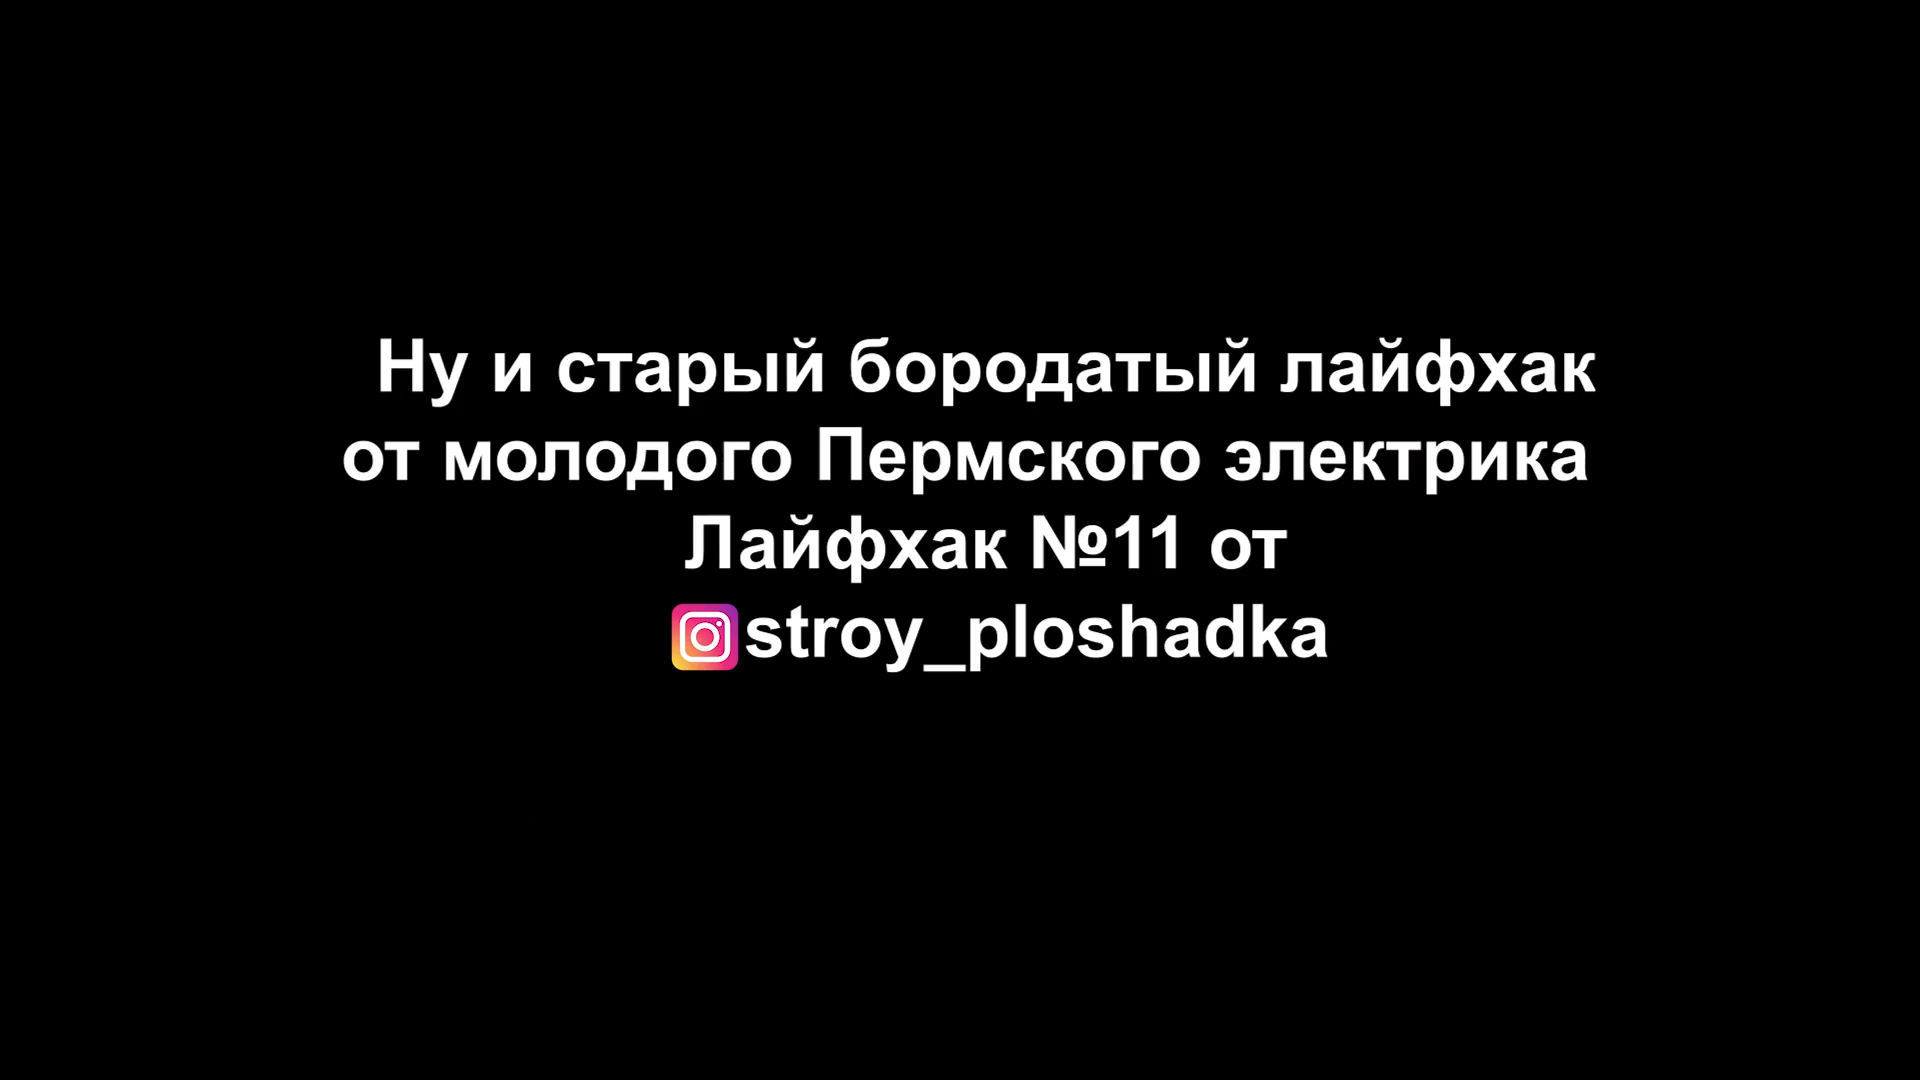 Ну и старый бородатый лайфхак
от молодого Пермского электрика
Лайфхак №11 от
stroy_ploshadka